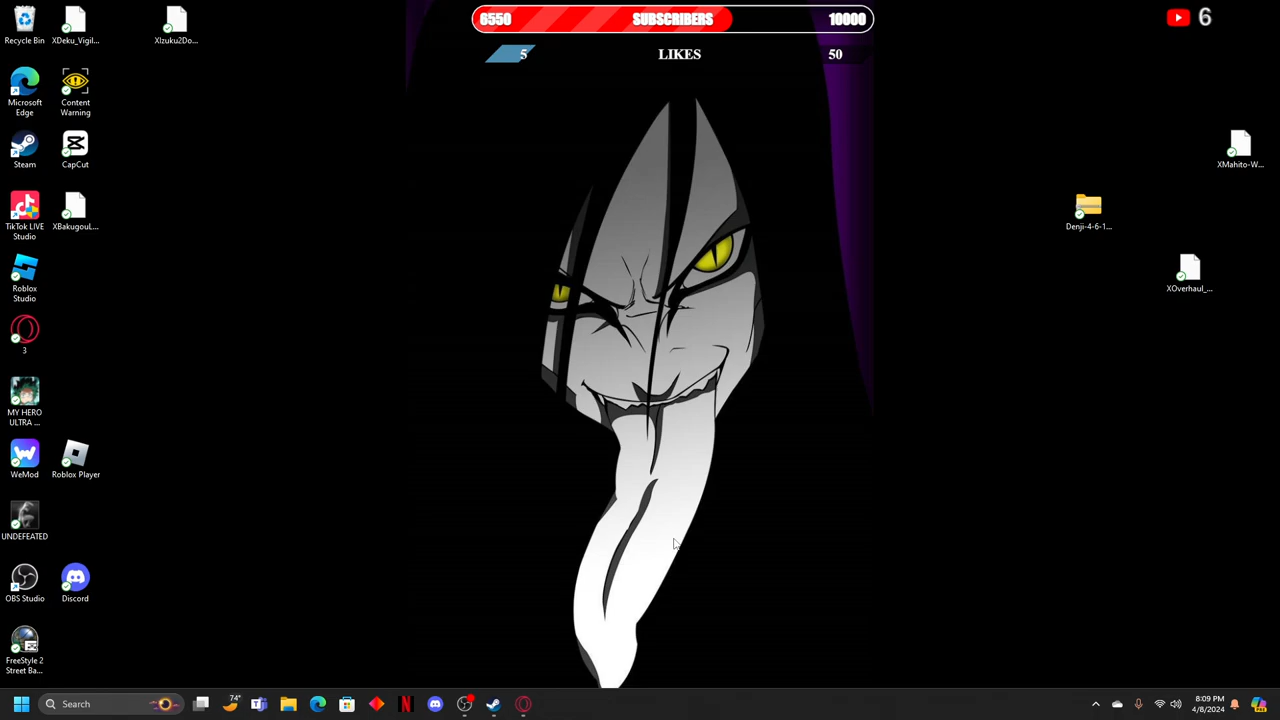 6550 SUBSCRIBERS 10000
5 LIKES 50
6
Recycle Bin
XDeku_Vigil...
XIzuku2Do...
Microsoft
Edge
Content
Warning
Steam
CapCut
XMahito-W...
TikTok LIVE
Studio
XBakugouL...
Denji-4-6-1...
Roblox
Studio
XOverhaul_...
3
MY HERO
ULTRA ...
WeMod
Roblox Player
UNDEFEATED
OBS Studio
Discord
FreeStyle 2
Street Ba...
Search
74°
8:09 PM
4/8/2024